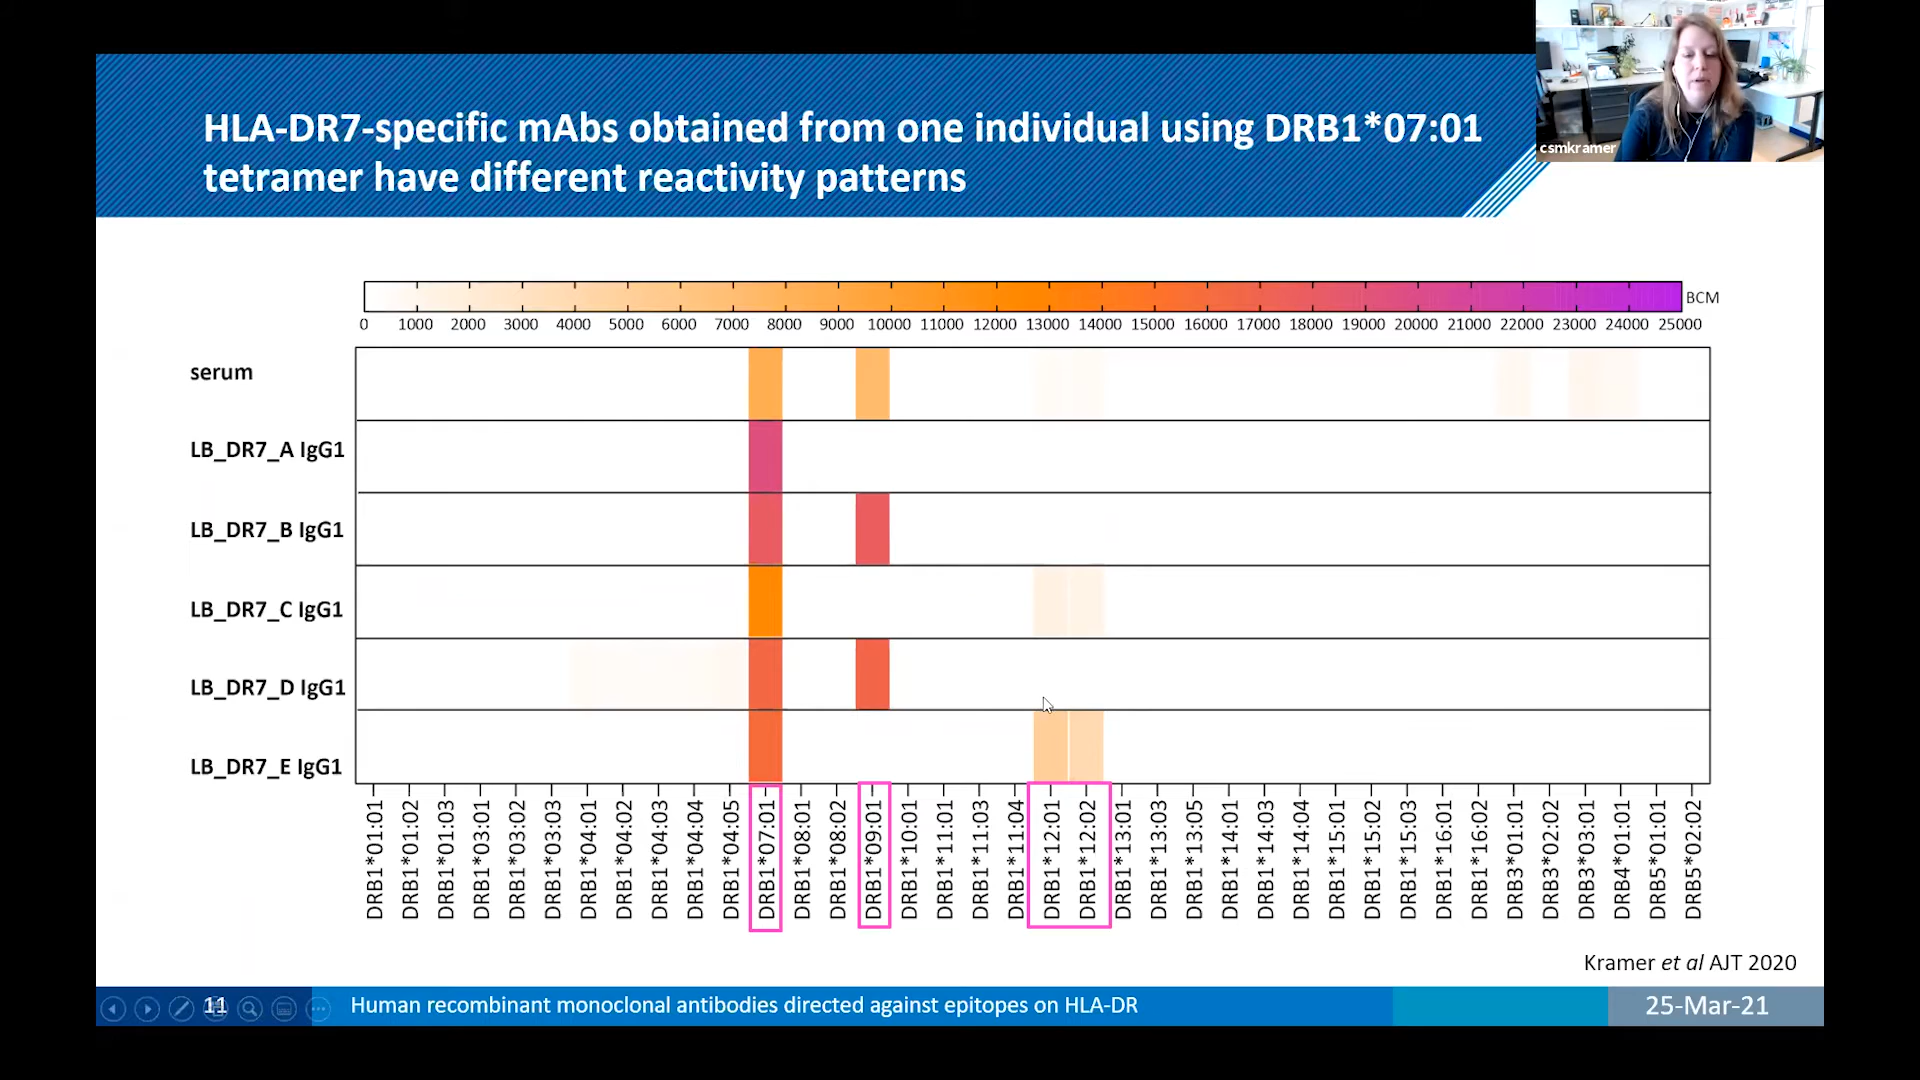 csmkramer
HLA-DR7-specific mAbs obtained from one individual using DRB1*07:01
tetramer have different reactivity patterns
BCM
0 1000 2000 3000 4000 5000 6000 7000 8000 9000 10000 11000 12000 13000 14000 15000 16000 17000 18000 19000 20000 21000 22000 23000 24000 25000
serum
LB_DR7_A IgG1
LB_DR7_B IgG1
LB_DR7_C IgG1
LB_DR7_D IgG1
LB_DR7_E IgG1
DRB1*01:01
DRB1*01:02
DRB1*01:03
DRB1*03:01
DRB1*03:02
DRB1*03:03
DRB1*04:01
DRB1*04:02
DRB1*04:03
DRB1*04:04
DRB1*04:05
DRB1*07:01
DRB1*08:01
DRB1*08:02
DRB1*09:01
DRB1*10:01
DRB1*11:01
DRB1*11:03
DRB1*11:04
DRB1*12:01
DRB1*12:02
DRB1*13:01
DRB1*13:03
DRB1*13:05
DRB1*14:01
DRB1*14:03
DRB1*14:04
DRB1*15:01
DRB1*15:02
DRB1*15:03
DRB1*16:01
DRB1*16:02
DRB3*01:01
DRB3*02:02
DRB3*03:01
DRB4*01:01
DRB5*01:01
DRB5*02:02
Kramer et al AJT 2020
11
Human recombinant monoclonal antibodies directed against epitopes on HLA-DR
25-Mar-21